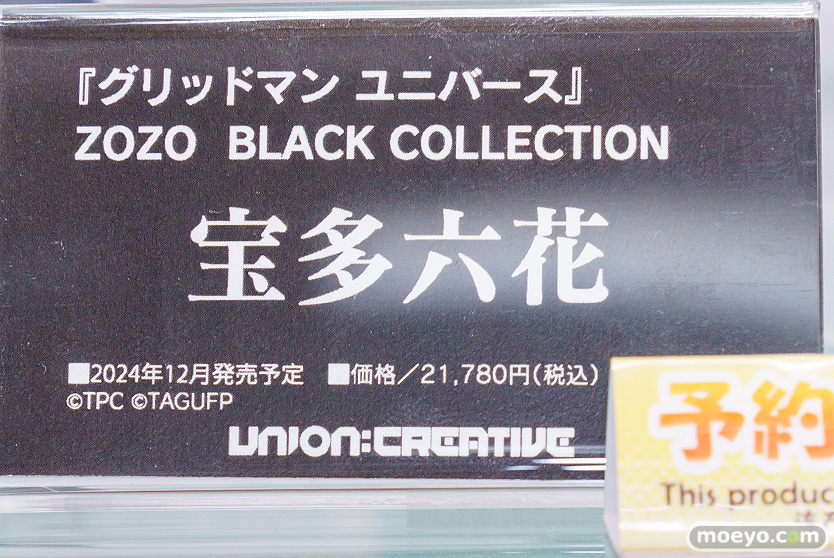 『グリッドマン ユニバース』
ZOZO BLACK COLLECTION
宝多六花
■2024年12月発売予定 ■価格／21,780円(税込)
©TPC ©TAGUFP
UNION:CREATIVE
予約
This produc
moeyo.com